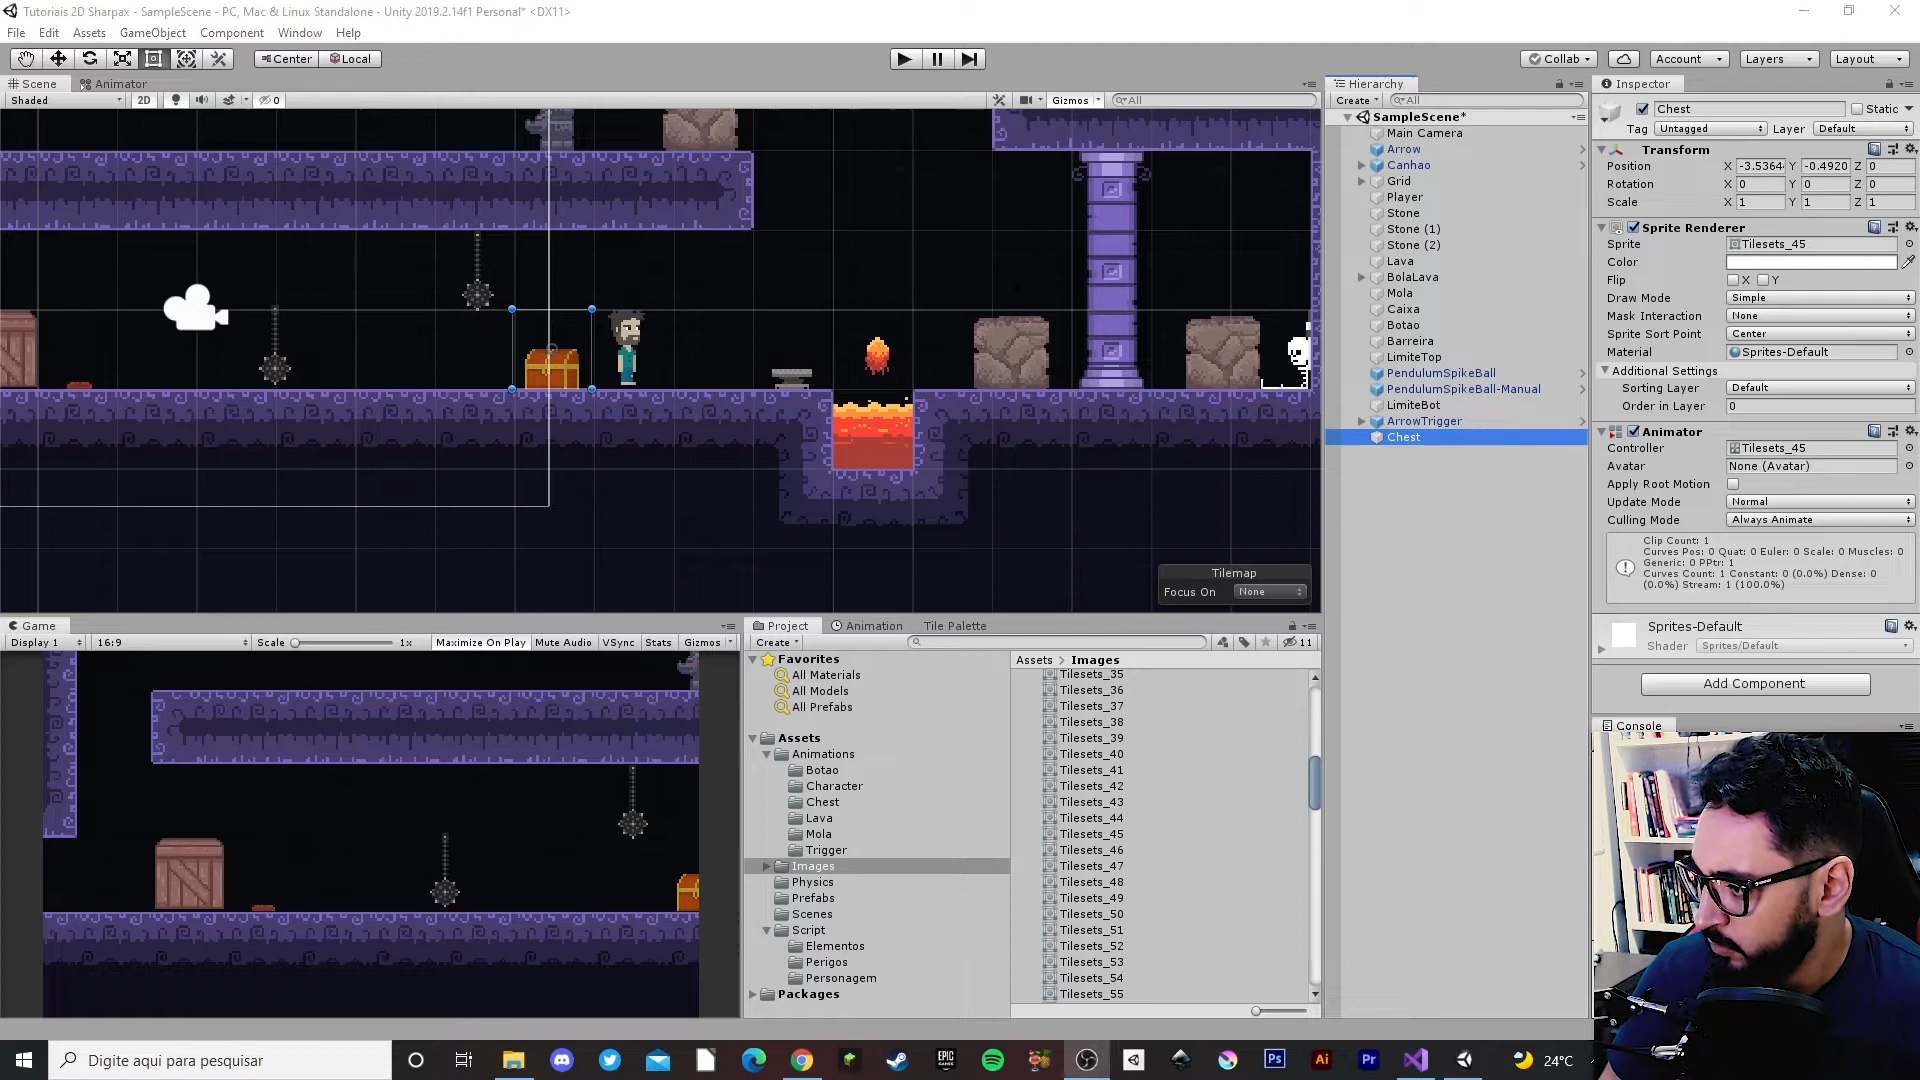 Tutoriais 2D Sharpax - SampleScene - PC, Mac & Linux Standalone - Unity 2019.2.14f1 Personal* <DX11>
File Edit Assets GameObject Component Window Help
Center Local
Collab Account Layers Layout
Scene Animator
Shaded 2D 0 Gizmos All
Tilemap
Focus On None
Hierarchy
Create All
SampleScene*
Main Camera
Arrow
Canhao
Grid
Player
Stone
Stone (1)
Stone (2)
Lava
BolaLava
Mola
Caixa
Botao
Barreira
LimiteTop
PendulumSpikeBall
PendulumSpikeBall-Manual
LimiteBot
ArrowTrigger
Chest
Inspector
Chest Static
Tag Untagged Layer Default
Transform
Position X -3.5364 Y -0.4920 Z 0
Rotation X 0 Y 0 Z 0
Scale X 1 Y 1 Z 1
Sprite Renderer
Sprite Tilesets_45
Color
Flip X Y
Draw Mode Simple
Mask Interaction None
Sprite Sort Point Center
Material Sprites-Default
Additional Settings
Sorting Layer Default
Order in Layer 0
Animator
Controller Tilesets_45
Avatar None (Avatar)
Apply Root Motion
Update Mode Normal
Culling Mode Always Animate
Clip Count: 1
Curves Pos: 0 Quat: 0 Euler: 0 Scale: 0 Muscles: 0
Generic: 0 PPtr: 1
Curves Count: 1 Constant: 0 (0.0%) Dense: 0
(0.0%) Stream: 1 (100.0%)
Sprites-Default
Shader Sprites/Default
Add Component
Console
Game
Display 1 16:9 Scale 1x Maximize On Play Mute Audio VSync Stats Gizmos
Project Animation Tile Palette
Create 11
Favorites
All Materials
All Models
All Prefabs
Assets
Animations
Botao
Character
Chest
Lava
Mola
Trigger
Images
Physics
Prefabs
Scenes
Script
Elementos
Perigos
Personagem
Packages
Assets > Images
Tilesets_35
Tilesets_36
Tilesets_37
Tilesets_38
Tilesets_39
Tilesets_40
Tilesets_41
Tilesets_42
Tilesets_43
Tilesets_44
Tilesets_45
Tilesets_46
Tilesets_47
Tilesets_48
Tilesets_49
Tilesets_50
Tilesets_51
Tilesets_52
Tilesets_53
Tilesets_54
Tilesets_55
Digite aqui para pesquisar
EPIC GAMES
Ps Ai Pr
24°C